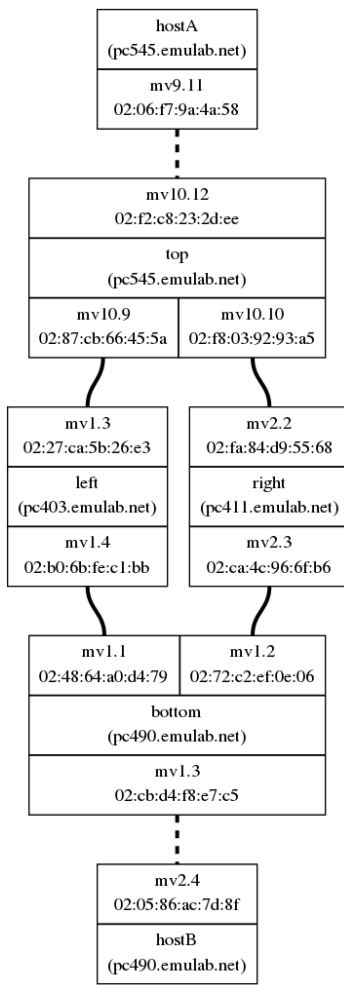 hostA
(pc545.emulab.net)
mv9.11
02:06:f7:9a:4a:58
mv10.12
02:f2:c8:23:2d:ee
top
(pc545.emulab.net)
mv10.9
02:87:cb:66:45:5a
mv10.10
02:f8:03:92:93:a5
mv1.3
02:27:ca:5b:26:e3
left
(pc403.emulab.net)
mv1.4
02:b0:6b:fe:c1:bb
mv2.2
02:fa:84:d9:55:68
right
(pc411.emulab.net)
mv2.3
02:ca:4c:96:6f:b6
mv1.1
02:48:64:a0:d4:79
mv1.2
02:72:c2:ef:0e:06
bottom
(pc490.emulab.net)
mv1.3
02:cb:d4:f8:e7:c5
mv2.4
02:05:86:ac:7d:8f
hostB
(pc490.emulab.net)